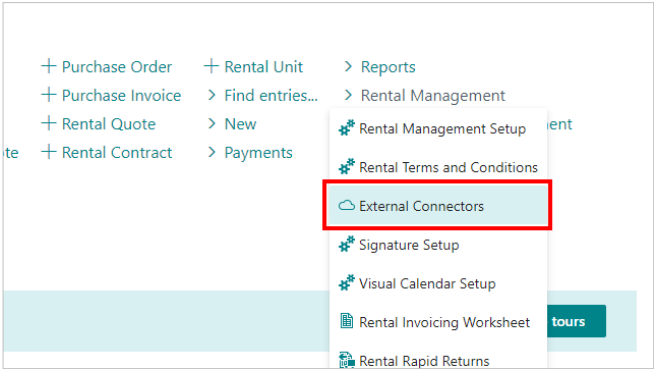 + Purchase Order + Rental Unit > Reports
+ Purchase Invoice > Find entries... > Rental Management
+ Rental Quote > New ent
te + Rental Contract > Payments
Rental Management Setup
Rental Terms and Conditions
External Connectors
Signature Setup
Visual Calendar Setup
Rental Invoicing Worksheet tours
Rental Rapid Returns